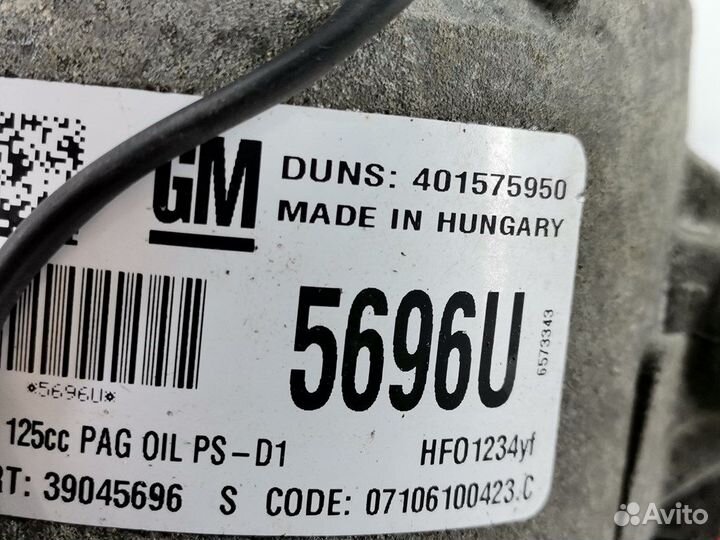 GM
DUNS: 401575950
MADE IN HUNGARY
5696U
6573343
*5696U*
125cc PAG OIL PS-D1
HFO1234yf
RT: 39045696 S CODE: 07106100423.C
Avito